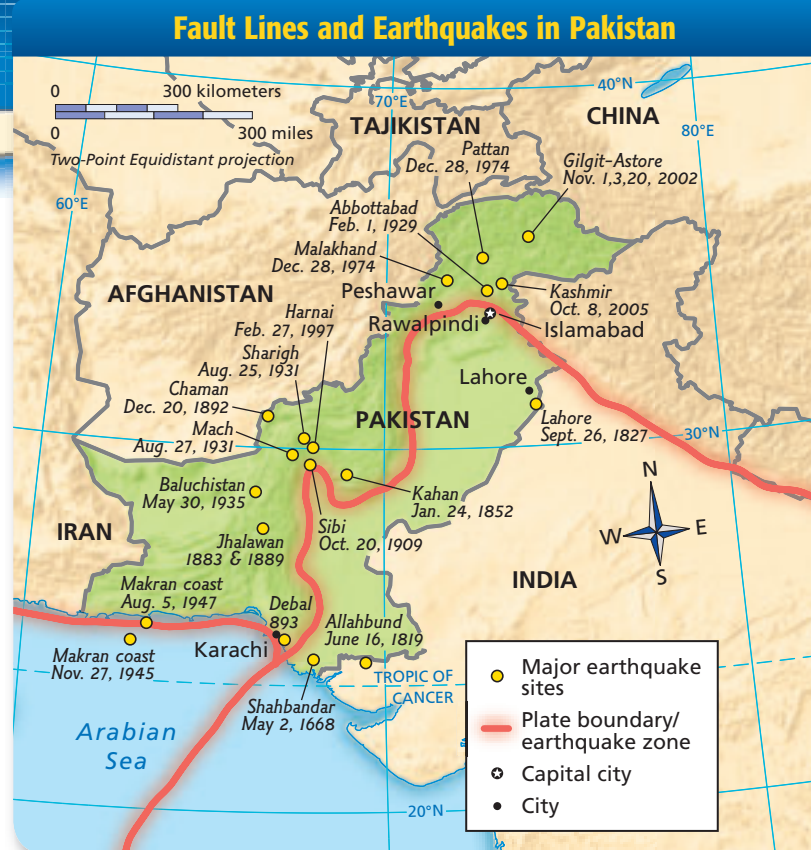 Fault Lines and Earthquakes in Pakistan
0 300 kilometers
0 300 miles
Two-Point Equidistant projection
40°N
70°E
80°E
60°E
TAJIKISTAN
CHINA
Pattan
Dec. 28, 1974
Gilgit–Astore
Nov. 1,3,20, 2002
Abbottabad
Feb. 1, 1929
Malakhand
Dec. 28, 1974
AFGHANISTAN
Peshawar
Kashmir
Oct. 8, 2005
Harnai
Feb. 27, 1997
Rawalpindi
Islamabad
Sharigh
Aug. 25, 1931
Chaman
Dec. 20, 1892
Lahore
PAKISTAN
Mach
Aug. 27, 1931
Lahore
Sept. 26, 1827
30°N
Baluchistan
May 30, 1935
Kahan
Jan. 24, 1852
N
W E
S
IRAN
Jhalawan
1883 & 1889
Sibi
Oct. 20, 1909
INDIA
Makran coast
Aug. 5, 1947
Debal
893
Allahbund
June 16, 1819
Karachi
Makran coast
Nov. 27, 1945
TROPIC OF
CANCER
Shahbandar
May 2, 1668
Arabian
Sea
20°N
Major earthquake
sites
Plate boundary/
earthquake zone
Capital city
City